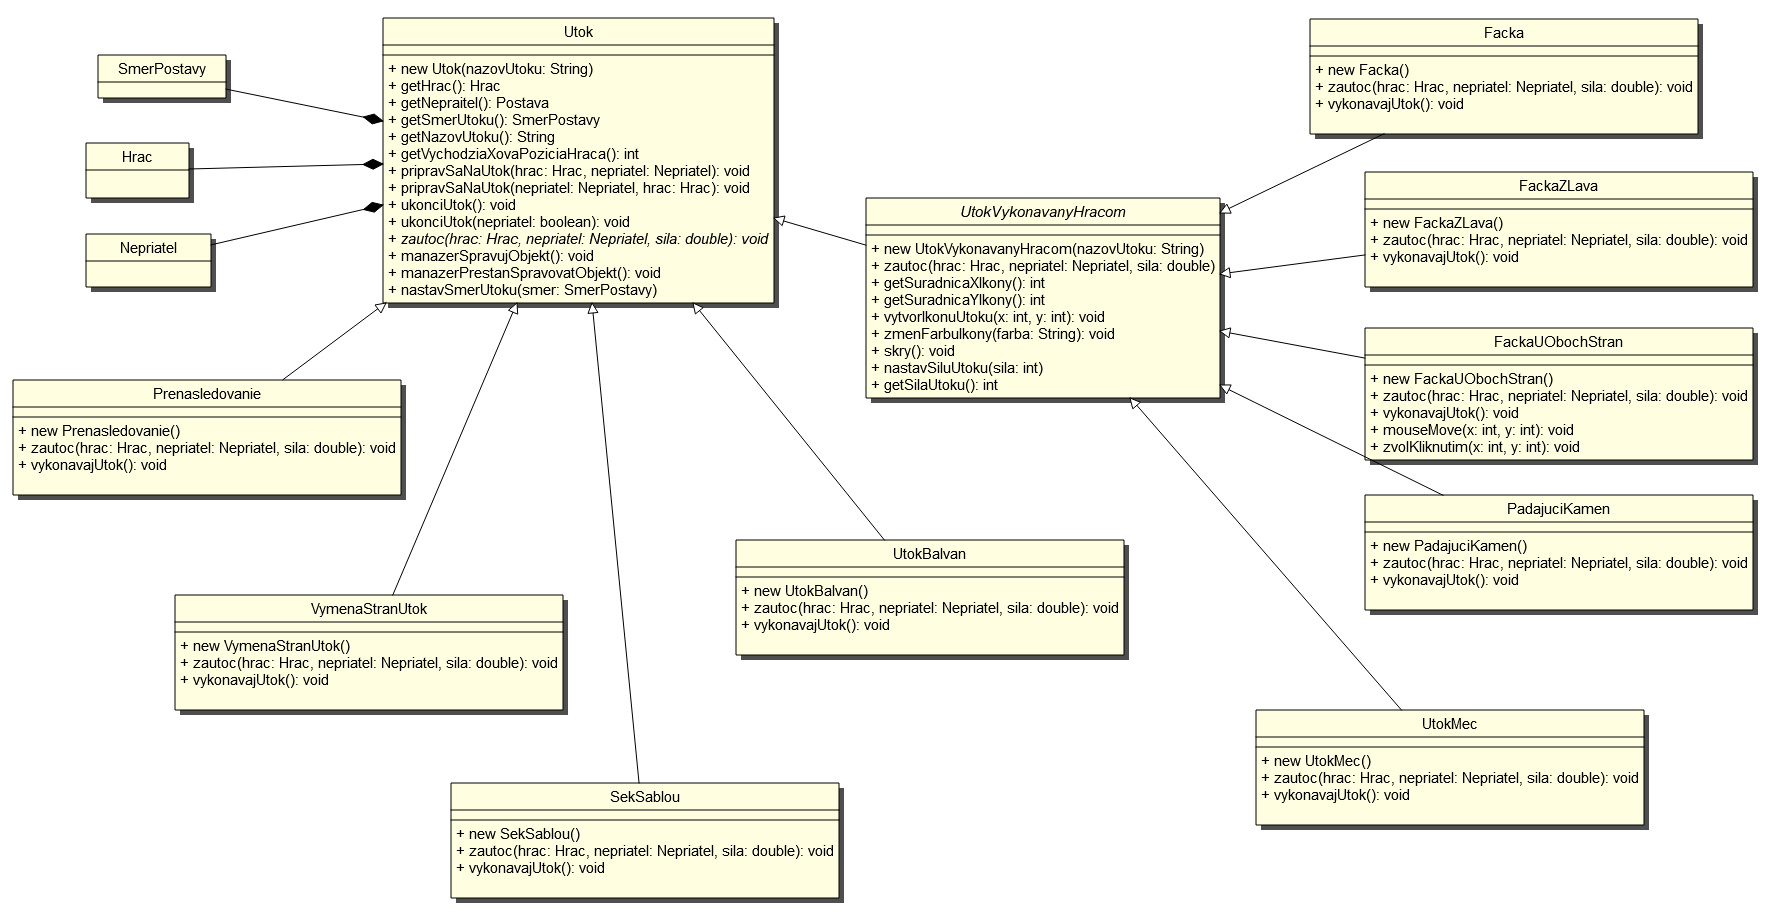 SmerPostavy
Hrac
Nepriatel
Utok
+ new Utok(nazovUtoku: String)
+ getHrac(): Hrac
+ getNepraitel(): Postava
+ getSmerUtoku(): SmerPostavy
+ getNazovUtoku(): String
+ getVychodziaXovaPoziciaHraca(): int
+ pripravSaNaUtok(hrac: Hrac, nepriatel: Nepriatel): void
+ pripravSaNaUtok(nepriatel: Nepriatel, hrac: Hrac): void
+ ukonciUtok(): void
+ ukonciUtok(nepriatel: boolean): void
+ zautoc(hrac: Hrac, nepriatel: Nepriatel, sila: double): void
+ manazerSpravujObjekt(): void
+ manazerPrestanSpravovatObjekt(): void
+ nastavSmerUtoku(smer: SmerPostavy)
UtokVykonavanyHracom
+ new UtokVykonavanyHracom(nazovUtoku: String)
+ zautoc(hrac: Hrac, nepriatel: Nepriatel, sila: double)
+ getSuradnicaXIkony(): int
+ getSuradnicaYIkony(): int
+ vytvorIkonuUtoku(x: int, y: int): void
+ zmenFarbuIkony(farba: String): void
+ skry(): void
+ nastavSiluUtoku(sila: int)
+ getSilaUtoku(): int
Facka
+ new Facka()
+ zautoc(hrac: Hrac, nepriatel: Nepriatel, sila: double): void
+ vykonavajUtok(): void
FackaZLava
+ new FackaZLava()
+ zautoc(hrac: Hrac, nepriatel: Nepriatel, sila: double): void
+ vykonavajUtok(): void
FackaUObochStran
+ new FackaUObochStran()
+ zautoc(hrac: Hrac, nepriatel: Nepriatel, sila: double): void
+ vykonavajUtok(): void
+ mouseMove(x: int, y: int): void
+ zvolKliknutim(x: int, y: int): void
PadajuciKamen
+ new PadajuciKamen()
+ zautoc(hrac: Hrac, nepriatel: Nepriatel, sila: double): void
+ vykonavajUtok(): void
Prenasledovanie
+ new Prenasledovanie()
+ zautoc(hrac: Hrac, nepriatel: Nepriatel, sila: double): void
+ vykonavajUtok(): void
VymenaStranUtok
+ new VymenaStranUtok()
+ zautoc(hrac: Hrac, nepriatel: Nepriatel, sila: double): void
+ vykonavajUtok(): void
UtokBalvan
+ new UtokBalvan()
+ zautoc(hrac: Hrac, nepriatel: Nepriatel, sila: double): void
+ vykonavajUtok(): void
SekSablou
+ new SekSablou()
+ zautoc(hrac: Hrac, nepriatel: Nepriatel, sila: double): void
+ vykonavajUtok(): void
UtokMec
+ new UtokMec()
+ zautoc(hrac: Hrac, nepriatel: Nepriatel, sila: double): void
+ vykonavajUtok(): void